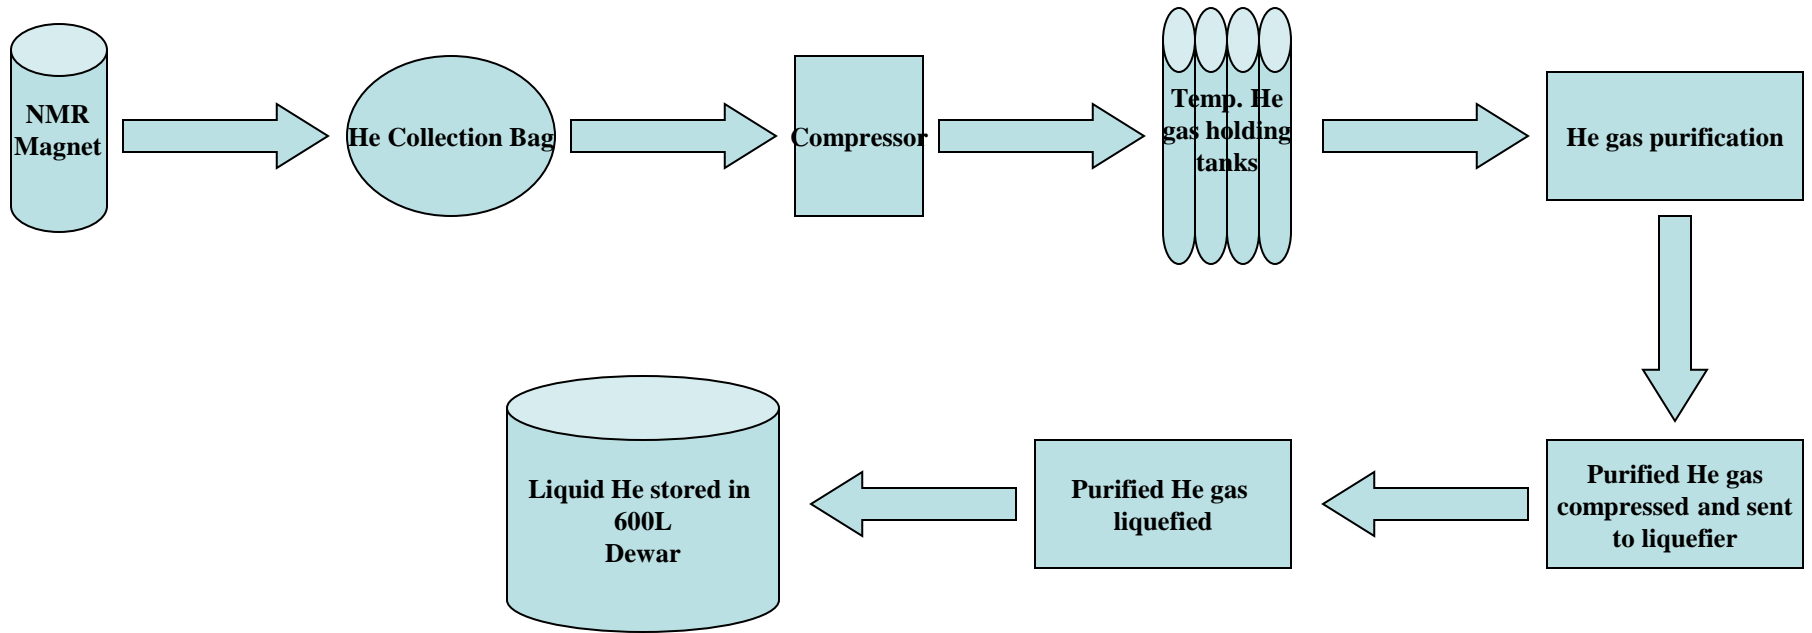 NMR
Magnet
He Collection Bag
Compressor
Temp. He
gas holding
tanks
He gas purification
Purified He gas
compressed and sent
to liquefier
Purified He gas
liquefied
Liquid He stored in
600L
Dewar